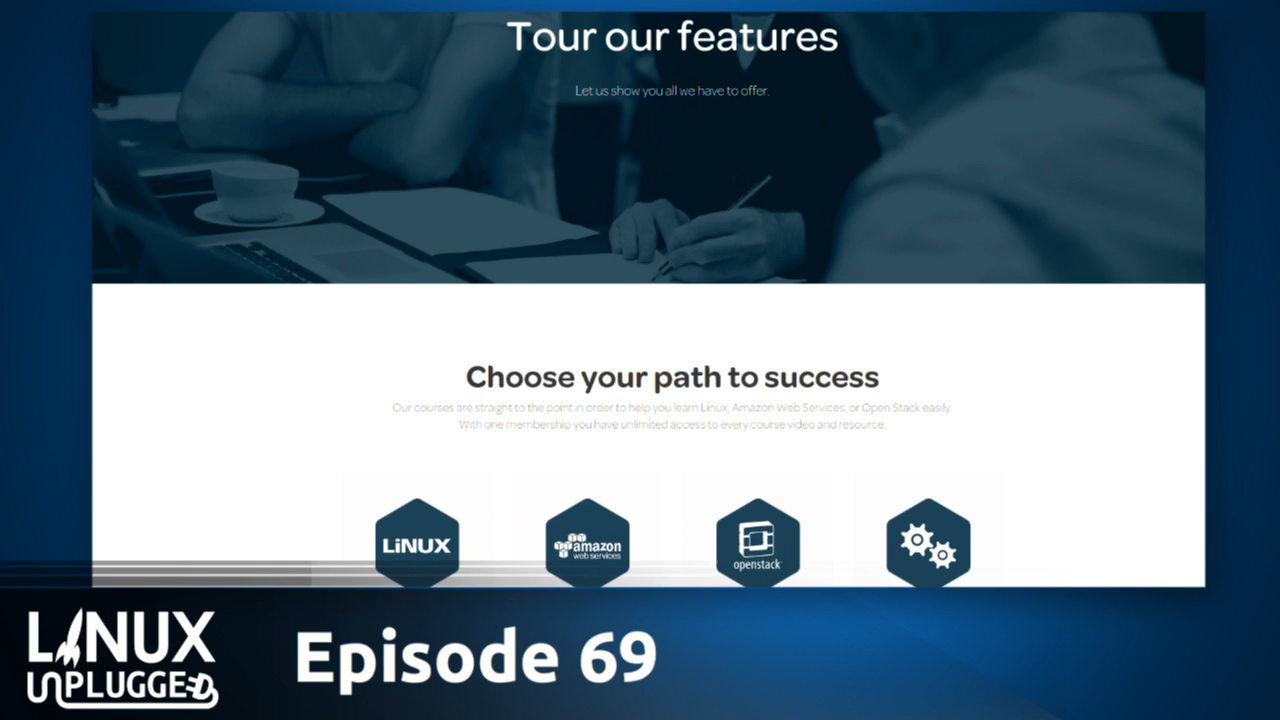 Tour our features
Let us show you all we have to offer.
Choose your path to success
Our courses are straight to the point in order to help you learn Linux, Amazon Web Services, or Open Stack easily.
With one membership you have unlimited access to every course video and resource.
LiNUX
amazon
web services
openstack
LINUX
UNPLUGGED
Episode 69